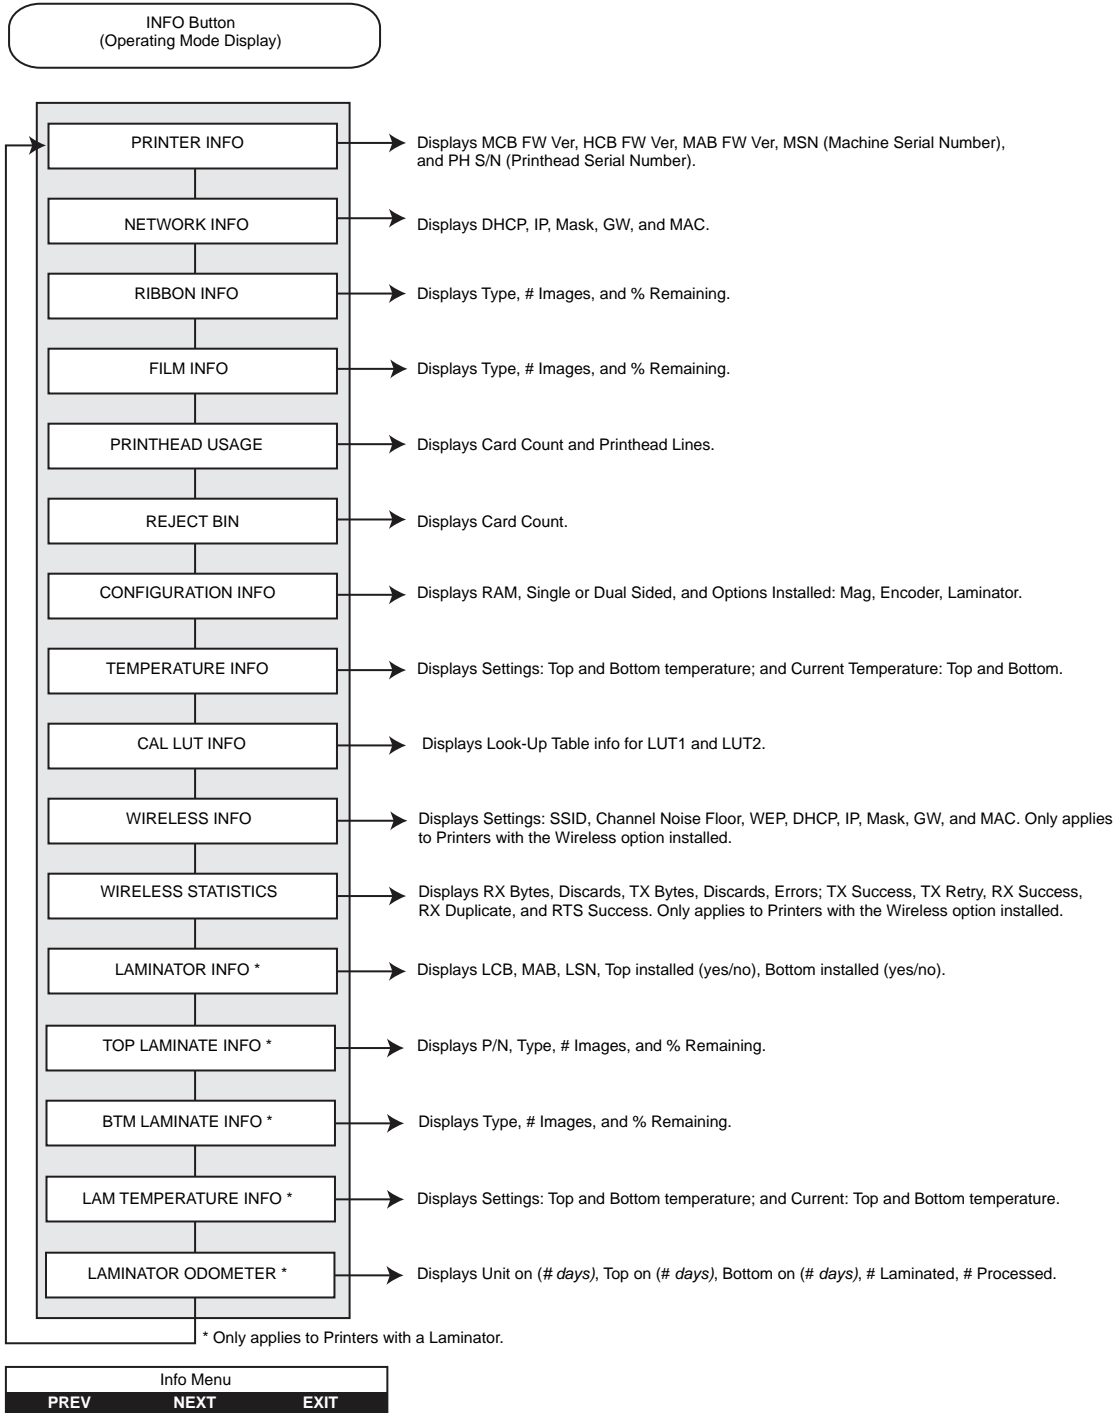 INFO Button
(Operating Mode Display)
PRINTER INFO
Displays MCB FW Ver, HCB FW Ver, MAB FW Ver, MSN (Machine Serial Number),
and PH S/N (Printhead Serial Number).
NETWORK INFO
Displays DHCP, IP, Mask, GW, and MAC.
RIBBON INFO
Displays Type, # Images, and % Remaining.
FILM INFO
Displays Type, # Images, and % Remaining.
PRINTHEAD USAGE
Displays Card Count and Printhead Lines.
REJECT BIN
Displays Card Count.
CONFIGURATION INFO
Displays RAM, Single or Dual Sided, and Options Installed: Mag, Encoder, Laminator.
TEMPERATURE INFO
Displays Settings: Top and Bottom temperature; and Current Temperature: Top and Bottom.
CAL LUT INFO
Displays Look-Up Table info for LUT1 and LUT2.
WIRELESS INFO
Displays Settings: SSID, Channel Noise Floor, WEP, DHCP, IP, Mask, GW, and MAC. Only applies
to Printers with the Wireless option installed.
WIRELESS STATISTICS
Displays RX Bytes, Discards, TX Bytes, Discards, Errors; TX Success, TX Retry, RX Success,
RX Duplicate, and RTS Success. Only applies to Printers with the Wireless option installed.
LAMINATOR INFO *
Displays LCB, MAB, LSN, Top installed (yes/no), Bottom installed (yes/no).
TOP LAMINATE INFO *
Displays P/N, Type, # Images, and % Remaining.
BTM LAMINATE INFO *
Displays Type, # Images, and % Remaining.
LAM TEMPERATURE INFO *
Displays Settings: Top and Bottom temperature; and Current: Top and Bottom temperature.
LAMINATOR ODOMETER *
Displays Unit on (# days), Top on (# days), Bottom on (# days), # Laminated, # Processed.
* Only applies to Printers with a Laminator.
Info Menu
PREV NEXT EXIT